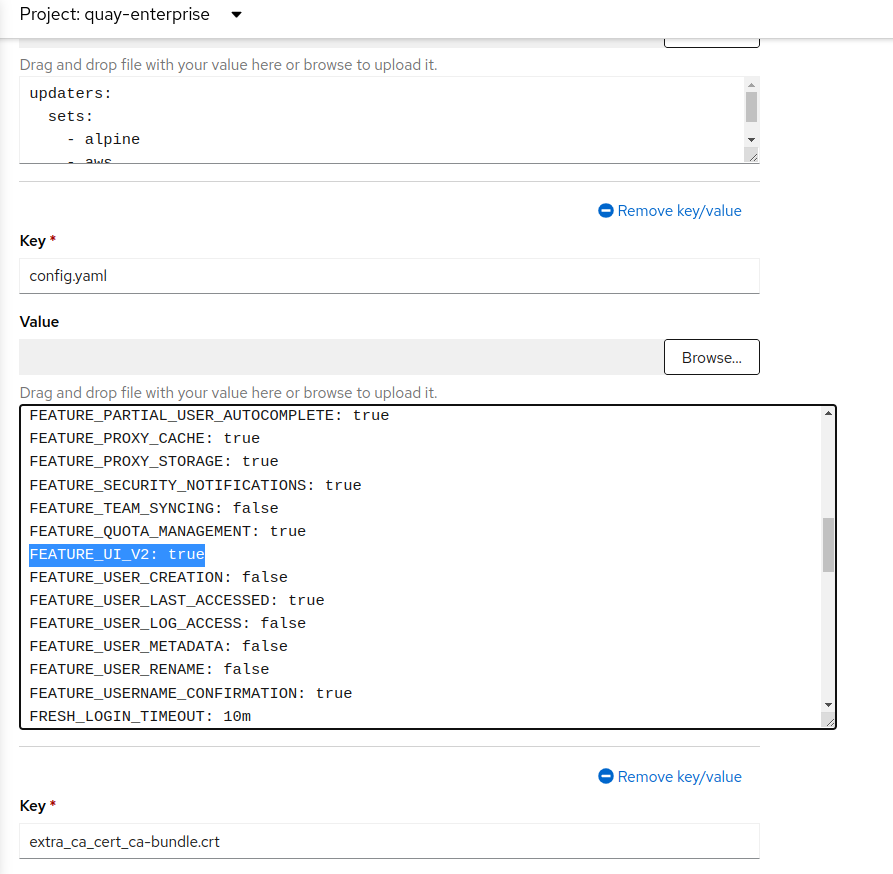 Project: quay-enterprise
Drag and drop file with your value here or browse to upload it.
updaters:
  sets:
    - alpine
    - aws
Remove key/value
Key *
config.yaml
Value
Browse...
Drag and drop file with your value here or browse to upload it.
FEATURE_PARTIAL_USER_AUTOCOMPLETE: true
FEATURE_PROXY_CACHE: true
FEATURE_PROXY_STORAGE: true
FEATURE_SECURITY_NOTIFICATIONS: true
FEATURE_TEAM_SYNCING: false
FEATURE_QUOTA_MANAGEMENT: true
FEATURE_UI_V2: true
FEATURE_USER_CREATION: false
FEATURE_USER_LAST_ACCESSED: true
FEATURE_USER_LOG_ACCESS: false
FEATURE_USER_METADATA: false
FEATURE_USER_RENAME: false
FEATURE_USERNAME_CONFIRMATION: true
FRESH_LOGIN_TIMEOUT: 10m
Remove key/value
Key *
extra_ca_cert_ca-bundle.crt